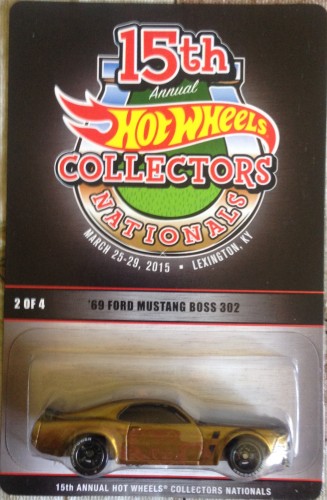 15th
Annual
HOT WHEELS
COLLECTORS
NATIONALS
MARCH 25-29, 2015 • LEXINGTON, KY
2 OF 4
'69 FORD MUSTANG BOSS 302
15th ANNUAL HOT WHEELS® COLLECTORS NATIONALS